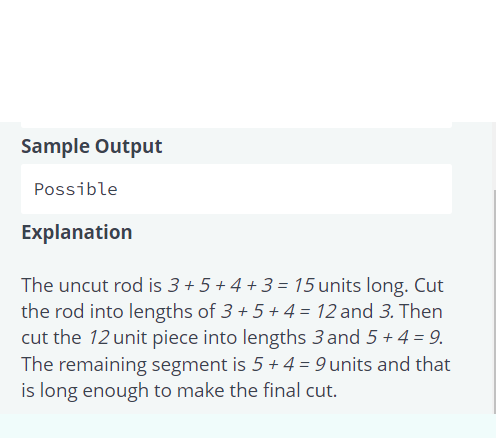 Sample Output
Possible
Explanation
The uncut rod is 3 + 5 + 4 + 3 = 15 units long. Cut
the rod into lengths of 3 + 5 + 4 = 12 and 3. Then
cut the 12 unit piece into lengths 3 and 5 + 4 = 9.
The remaining segment is 5 + 4 = 9 units and that
is long enough to make the final cut.